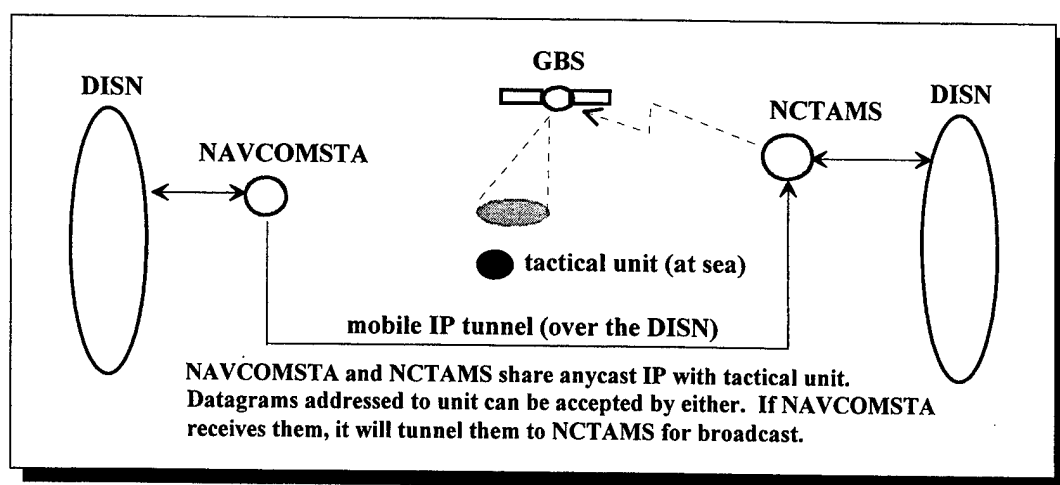 GBS
DISN
DISN
NCTAMS
NAVCOMSTA
tactical unit (at sea)
mobile IP tunnel (over the DISN)
NAVCOMSTA and NCTAMS share anycast IP with tactical unit.
Datagrams addressed to unit can be accepted by either. If NAVCOMSTA
receives them, it will tunnel them to NCTAMS for broadcast.